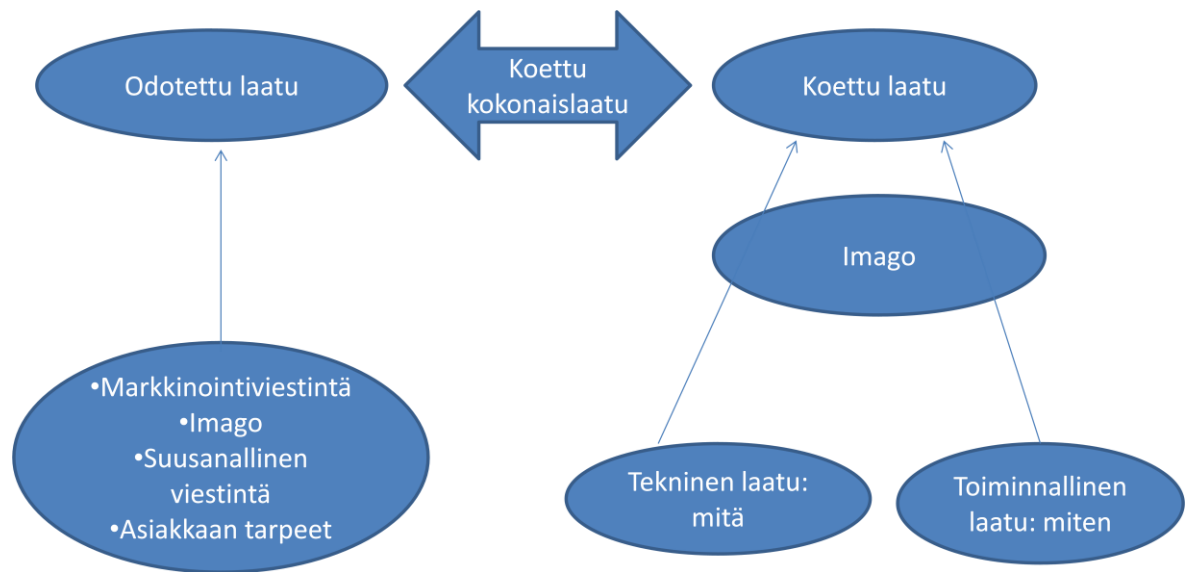 Odotettu laatu
Koettu
kokonaislaatu
Koettu laatu
Imago
•Markkinointiviestintä
•Imago
•Suusanallinen
viestintä
•Asiakkaan tarpeet
Tekninen laatu:
mitä
Toiminnallinen
laatu: miten